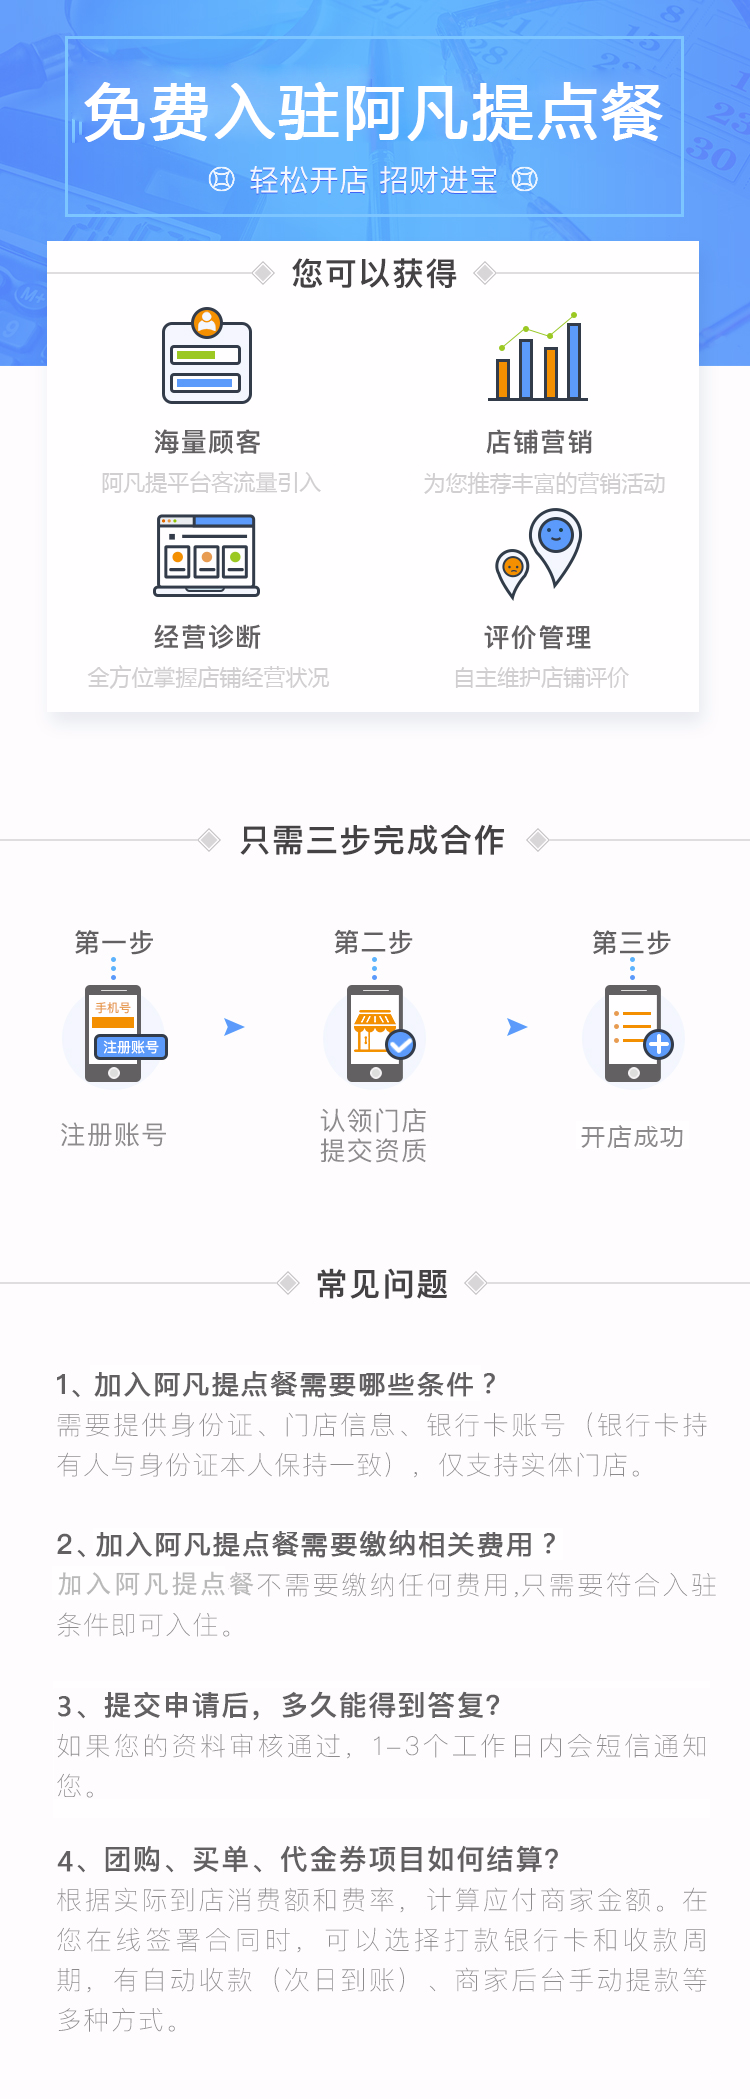 免费入驻阿凡提点餐
轻松开店 招财进宝
您可以获得
海量顾客
店铺营销
阿凡提平台客流量引入
为您推荐丰富的营销活动
经营诊断
评价管理
全方位掌握店铺经营状况
自主维护店铺评价
只需三步完成合作
第一步
第二步
第三步
手机号
注册账号
注册账号
认领门店
提交资质
开店成功
常见问题
1、加入阿凡提点餐需要哪些条件？
需要提供身份证、门店信息、银行卡账号（银行卡持
有人与身份证本人保持一致），仅支持实体门店。
2、加入阿凡提点餐需要缴纳相关费用？
加入阿凡提点餐不需要缴纳任何费用,只需要符合入驻
条件即可入住。
3、提交申请后，多久能得到答复?
如果您的资料审核通过，1-3个工作日内会短信通知
您。
4、团购、买单、代金券项目如何结算?
根据实际到店消费额和费率，计算应付商家金额。在
您在线签署合同时，可以选择打款银行卡和收款周
期，有自动收款（次日到账）、商家后台手动提款等
多种方式。